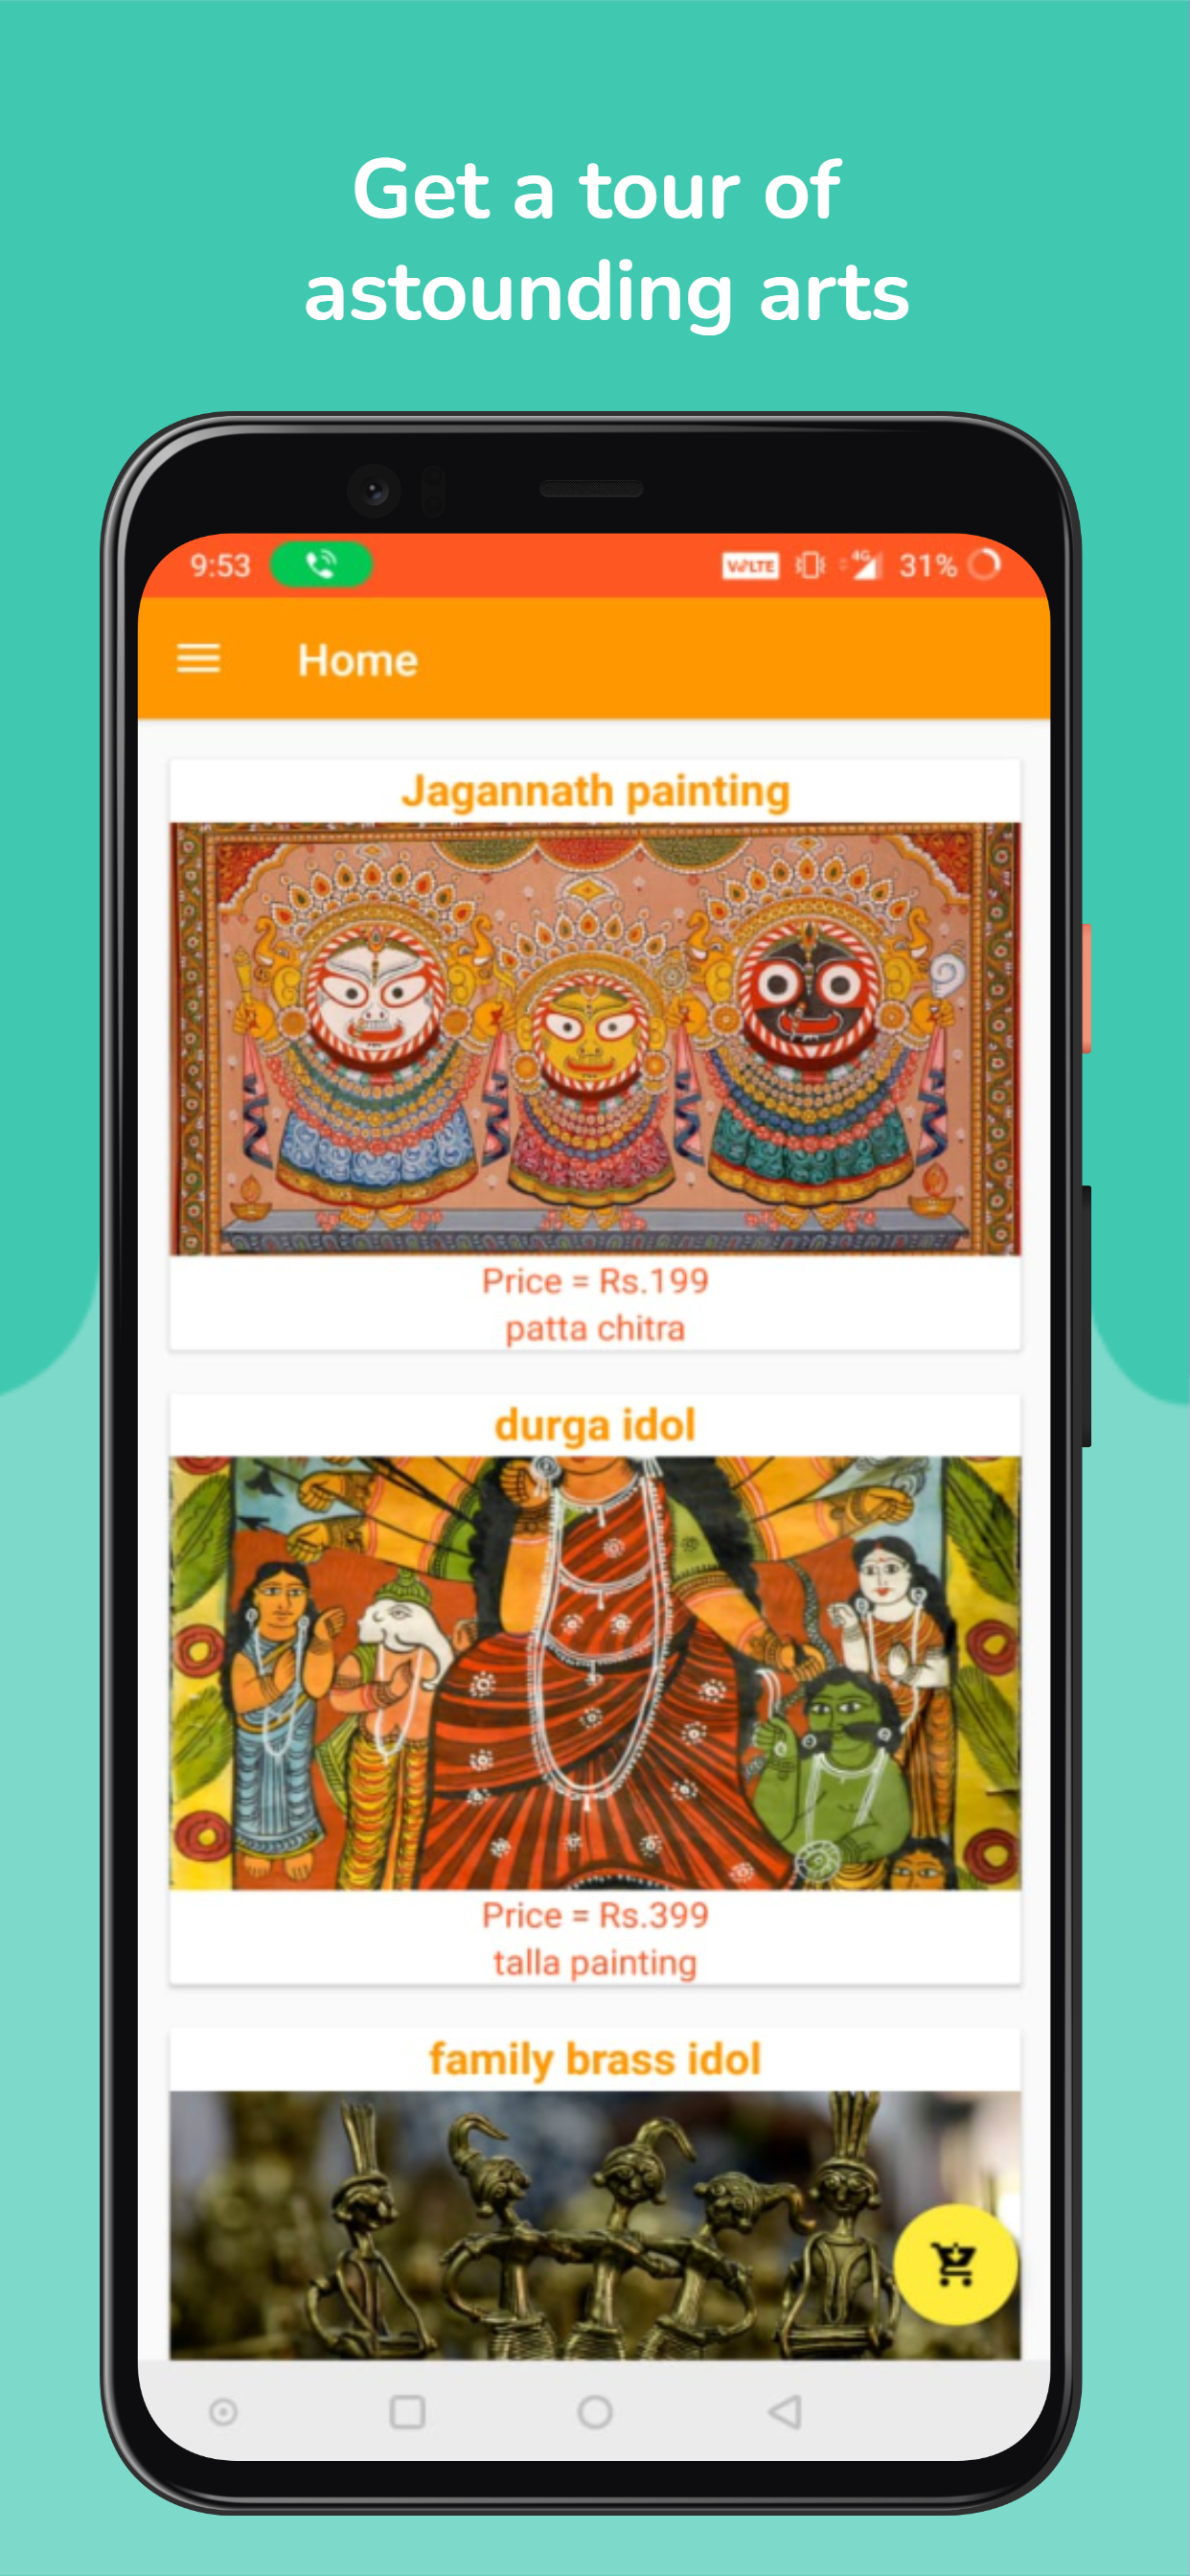 Get a tour of
astounding arts
9:53 VoLTE 4G 31%
Home
Jagannath painting
Price = Rs.199
patta chitra
durga idol
Price = Rs.399
talla painting
family brass idol